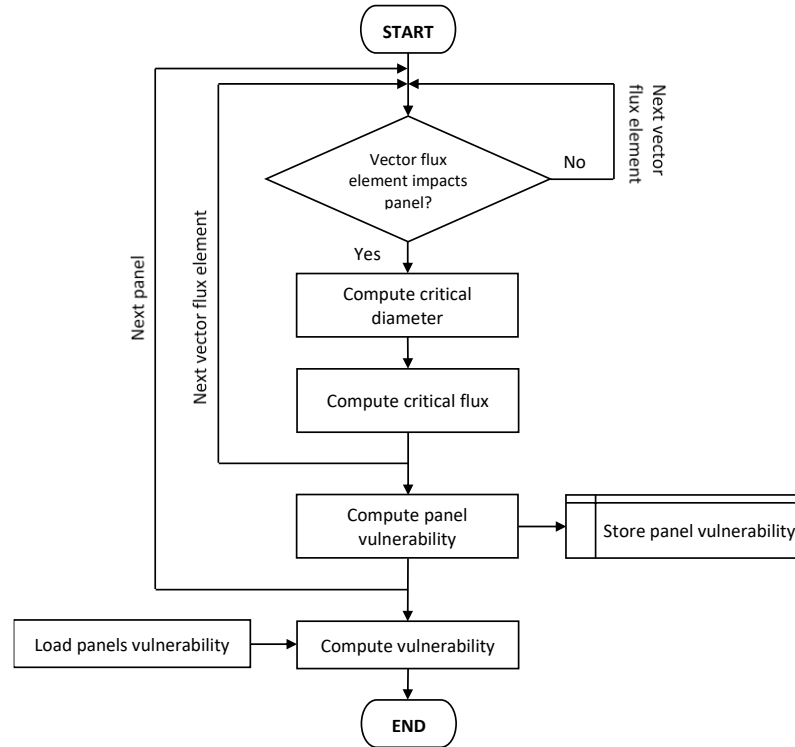 START
Next vector
flux element
Vector flux
element impacts
panel?
No
Yes
Compute critical
diameter
Next panel
Next vector flux element
Compute critical flux
Compute panel
vulnerability
Store panel vulnerability
Load panels vulnerability
Compute vulnerability
END